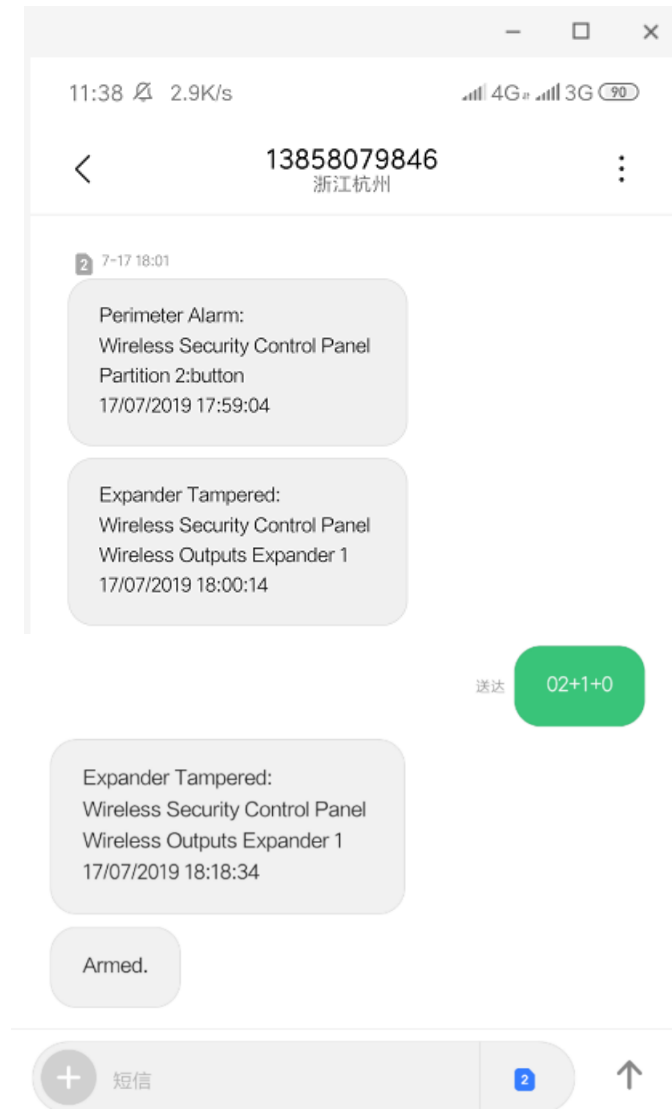 11:38 2.9K/s 4G 3G 90
13858079846
浙江杭州
2 7-17 18:01
Perimeter Alarm:
Wireless Security Control Panel
Partition 2:button
17/07/2019 17:59:04
Expander Tampered:
Wireless Security Control Panel
Wireless Outputs Expander 1
17/07/2019 18:00:14
送达 02+1+0
Expander Tampered:
Wireless Security Control Panel
Wireless Outputs Expander 1
17/07/2019 18:18:34
Armed.
短信 2